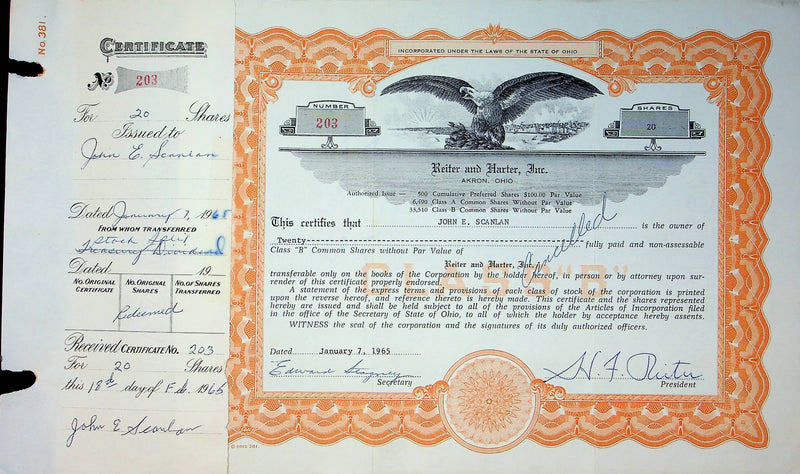 No. 381.
CERTIFICATE
No 203
For 20 Shares
Issued to
John E. Scanlan
Dated January 7, 1965
FROM WHOM TRANSFERRED
Stock Split
Dated 19
NO. ORIGINAL CERTIFICATE
NO. ORIGINAL SHARES
NO. OF SHARES TRANSFERRED
Redeemed
Received CERTIFICATE NO. 203
For 20 Shares
this 18th day of Feb. 1965
John E Scanlan
INCORPORATED UNDER THE LAWS OF THE STATE OF OHIO
NUMBER
203
SHARES
20
Reiter and Harter, Inc.
AKRON, OHIO
Authorized Issue — 500 Cumulative Preferred Shares $100.00 Par Value
6,490 Class A Common Shares Without Par Value
33,510 Class B Common Shares Without Par Value
This certifies that JOHN E. SCANLAN is the owner of
Twenty fully paid and non-assessable
Class "B" Common Shares without Par Value of
Reiter and Harter, Inc.
Cancelled
CLASS "B"
transferable only on the books of the Corporation by the holder hereof, in person or by attorney upon sur-
render of this certificate properly endorsed.
A statement of the express terms and provisions of each class of stock of the corporation is printed
upon the reverse hereof, and reference thereto is hereby made. This certificate and the shares represented
hereby are issued and shall be held subject to all of the provisions of the Articles of Incorporation filed
in the office of the Secretary of State of Ohio, to all of which the holder by acceptance hereby assents.
WITNESS the seal of the corporation and the signatures of its duly authorized officers.
Dated January 7, 1965
Edward
Secretary
H. F. Reiter
President
© GOES 381.